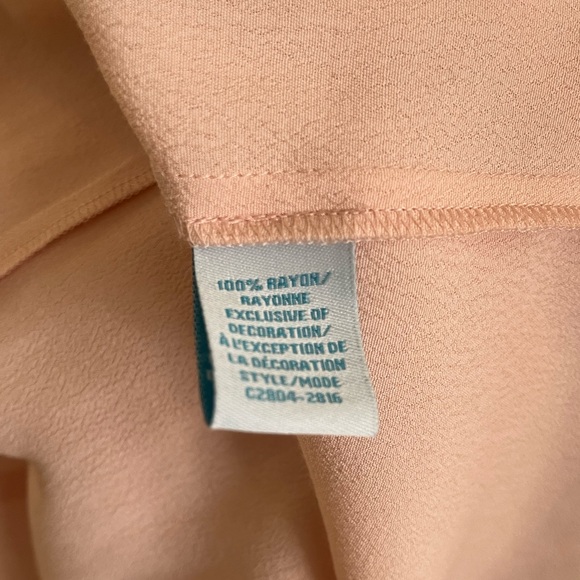 100% RAYON/
RAYONNE
EXCLUSIVE OF
DECORATION/
À L'EXCEPTION DE
LA DÉCORATION
STYLE/MODE
C2804-2816